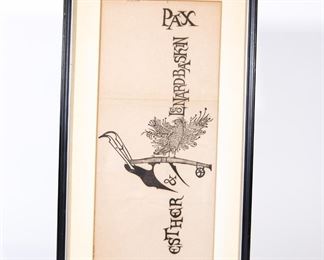 ESTHER & LEONARD BASKIN
PAX